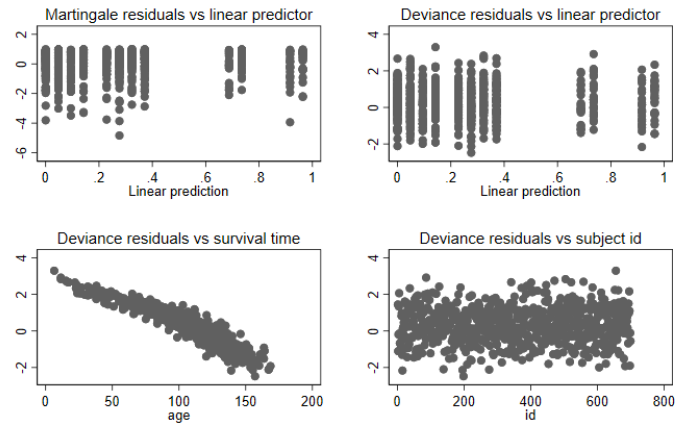 Martingale residuals vs linear predictor
2
0
-2
-4
-6
0 .2 .4 .6 .8 1
Linear prediction
Deviance residuals vs linear predictor
4
2
0
-2
0 .2 .4 .6 .8 1
Linear prediction
Deviance residuals vs survival time
4
2
0
-2
0 50 100 150 200
age
Deviance residuals vs subject id
4
2
0
-2
0 200 400 600 800
id